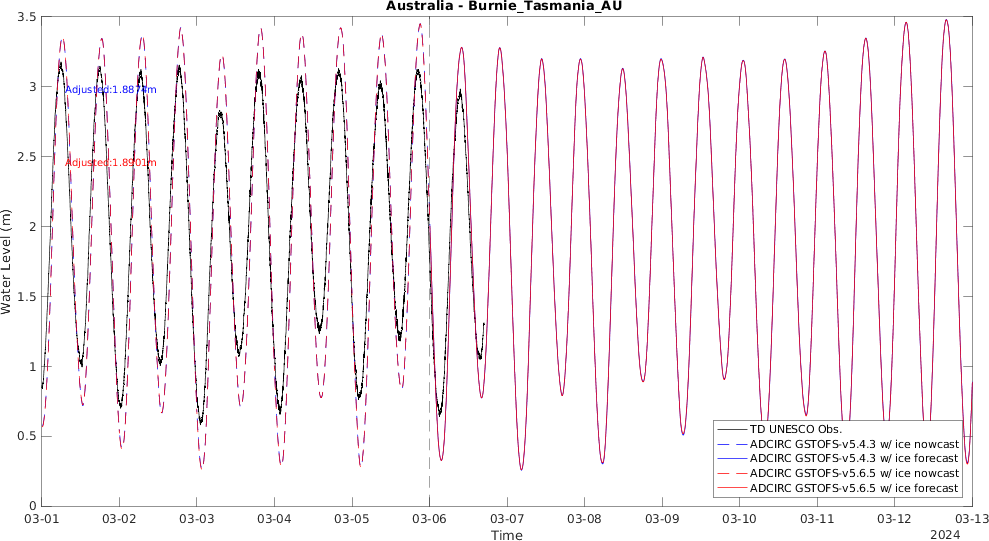 Australia - Burnie_Tasmania_AU
3.5
3
2.5
2
1.5
1
0.5
0
Water Level (m)
Adjusted:1.8874m
Adjusted:1.8901m
TD UNESCO Obs.
ADCIRC GSTOFS-v5.4.3 w/ ice nowcast
ADCIRC GSTOFS-v5.4.3 w/ ice forecast
ADCIRC GSTOFS-v5.6.5 w/ ice nowcast
ADCIRC GSTOFS-v5.6.5 w/ ice forecast
03-01 03-02 03-03 03-04 03-05 03-06 03-07 03-08 03-09 03-10 03-11 03-12 03-13
Time
2024